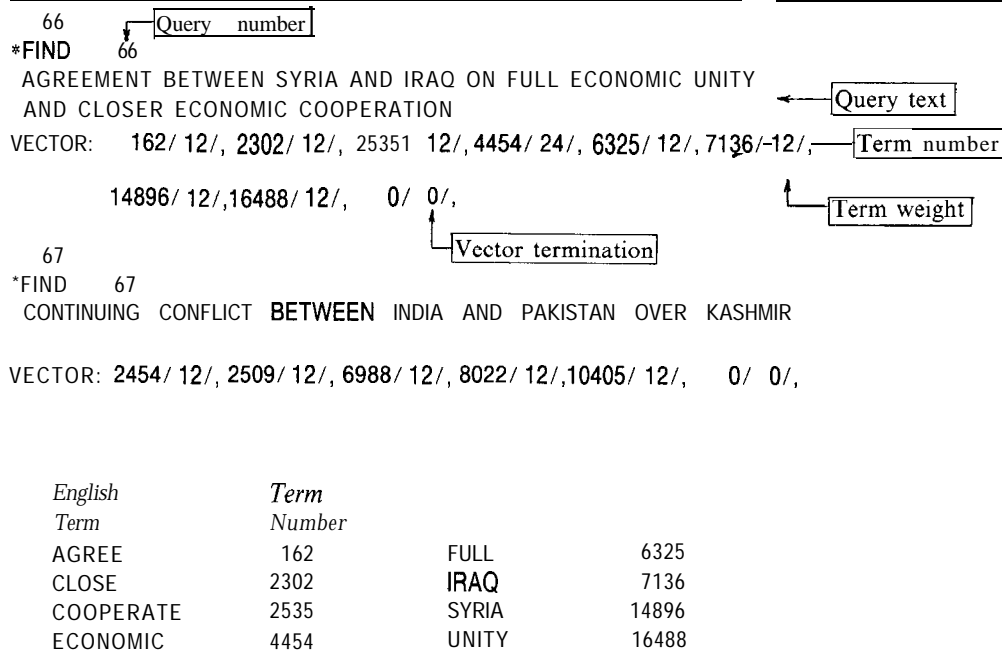 66 Query number
*FIND 66
AGREEMENT BETWEEN SYRIA AND IRAQ ON FULL ECONOMIC UNITY
AND CLOSER ECONOMIC COOPERATION
Query text
VECTOR: 162/ 12/, 2302/ 12/, 25351 12/, 4454/ 24/, 6325/ 12/, 7136/-12/,
Term number
14896/ 12/,16488/ 12/, 0/ 0/,
Term weight
Vector termination
67
*FIND 67
CONTINUING CONFLICT BETWEEN INDIA AND PAKISTAN OVER KASHMIR
VECTOR: 2454/ 12/, 2509/ 12/, 6988/ 12/, 8022/ 12/,10405/ 12/, 0/ 0/,
English Term
Term Number
AGREE 162 FULL 6325
CLOSE 2302 IRAQ 7136
COOPERATE 2535 SYRIA 14896
ECONOMIC 4454 UNITY 16488